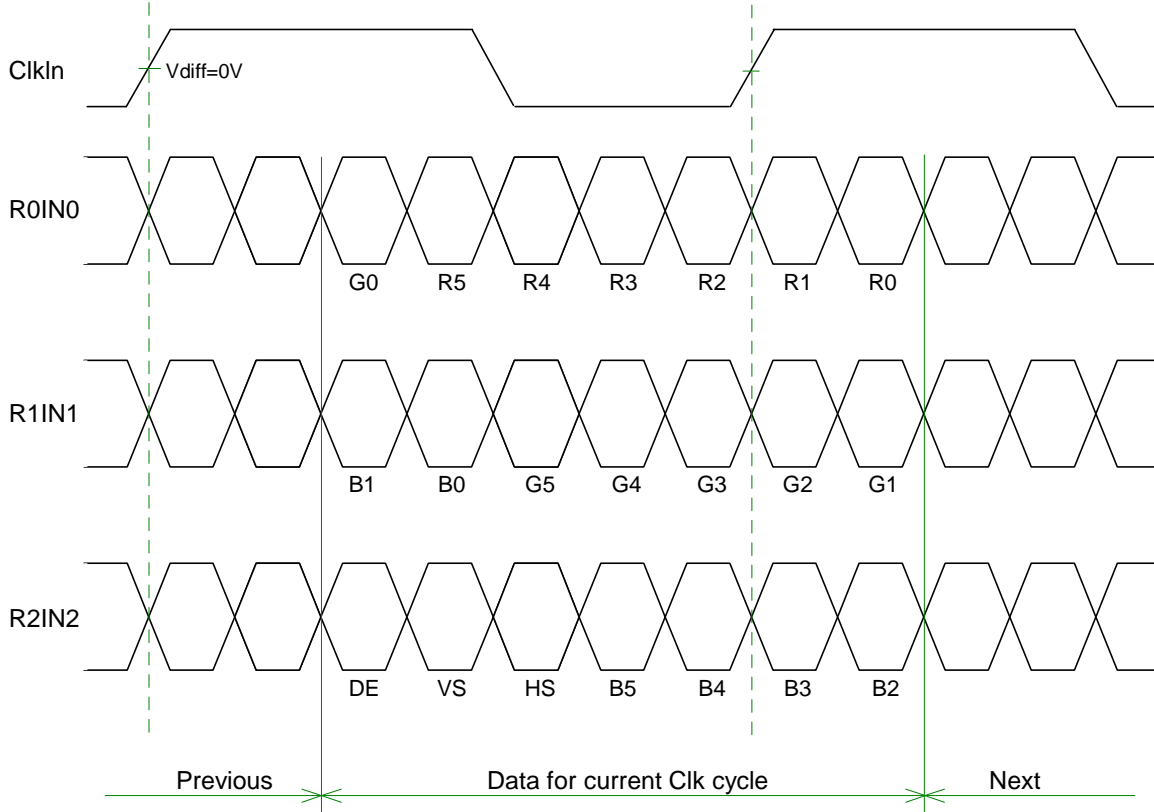 ClkIn
Vdiff=0V
R0IN0
G0 R5 R4 R3 R2 R1 R0
R1IN1
B1 B0 G5 G4 G3 G2 G1
R2IN2
DE VS HS B5 B4 B3 B2
Previous Data for current Clk cycle Next